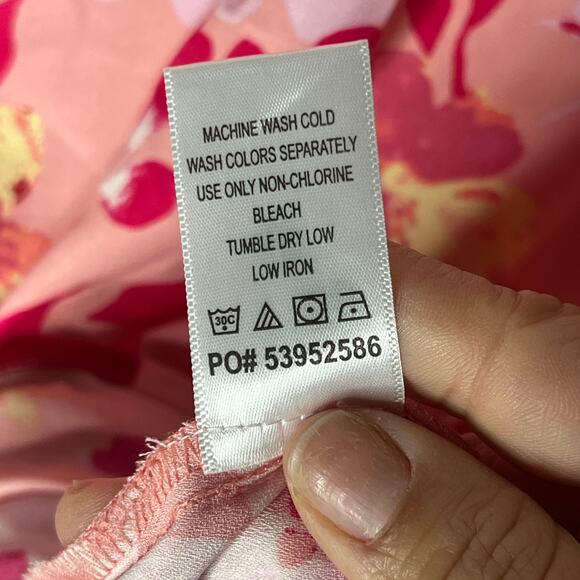 MACHINE WASH COLD
WASH COLORS SEPARATELY
USE ONLY NON-CHLORINE
BLEACH
TUMBLE DRY LOW
LOW IRON
30C
PO# 53952586